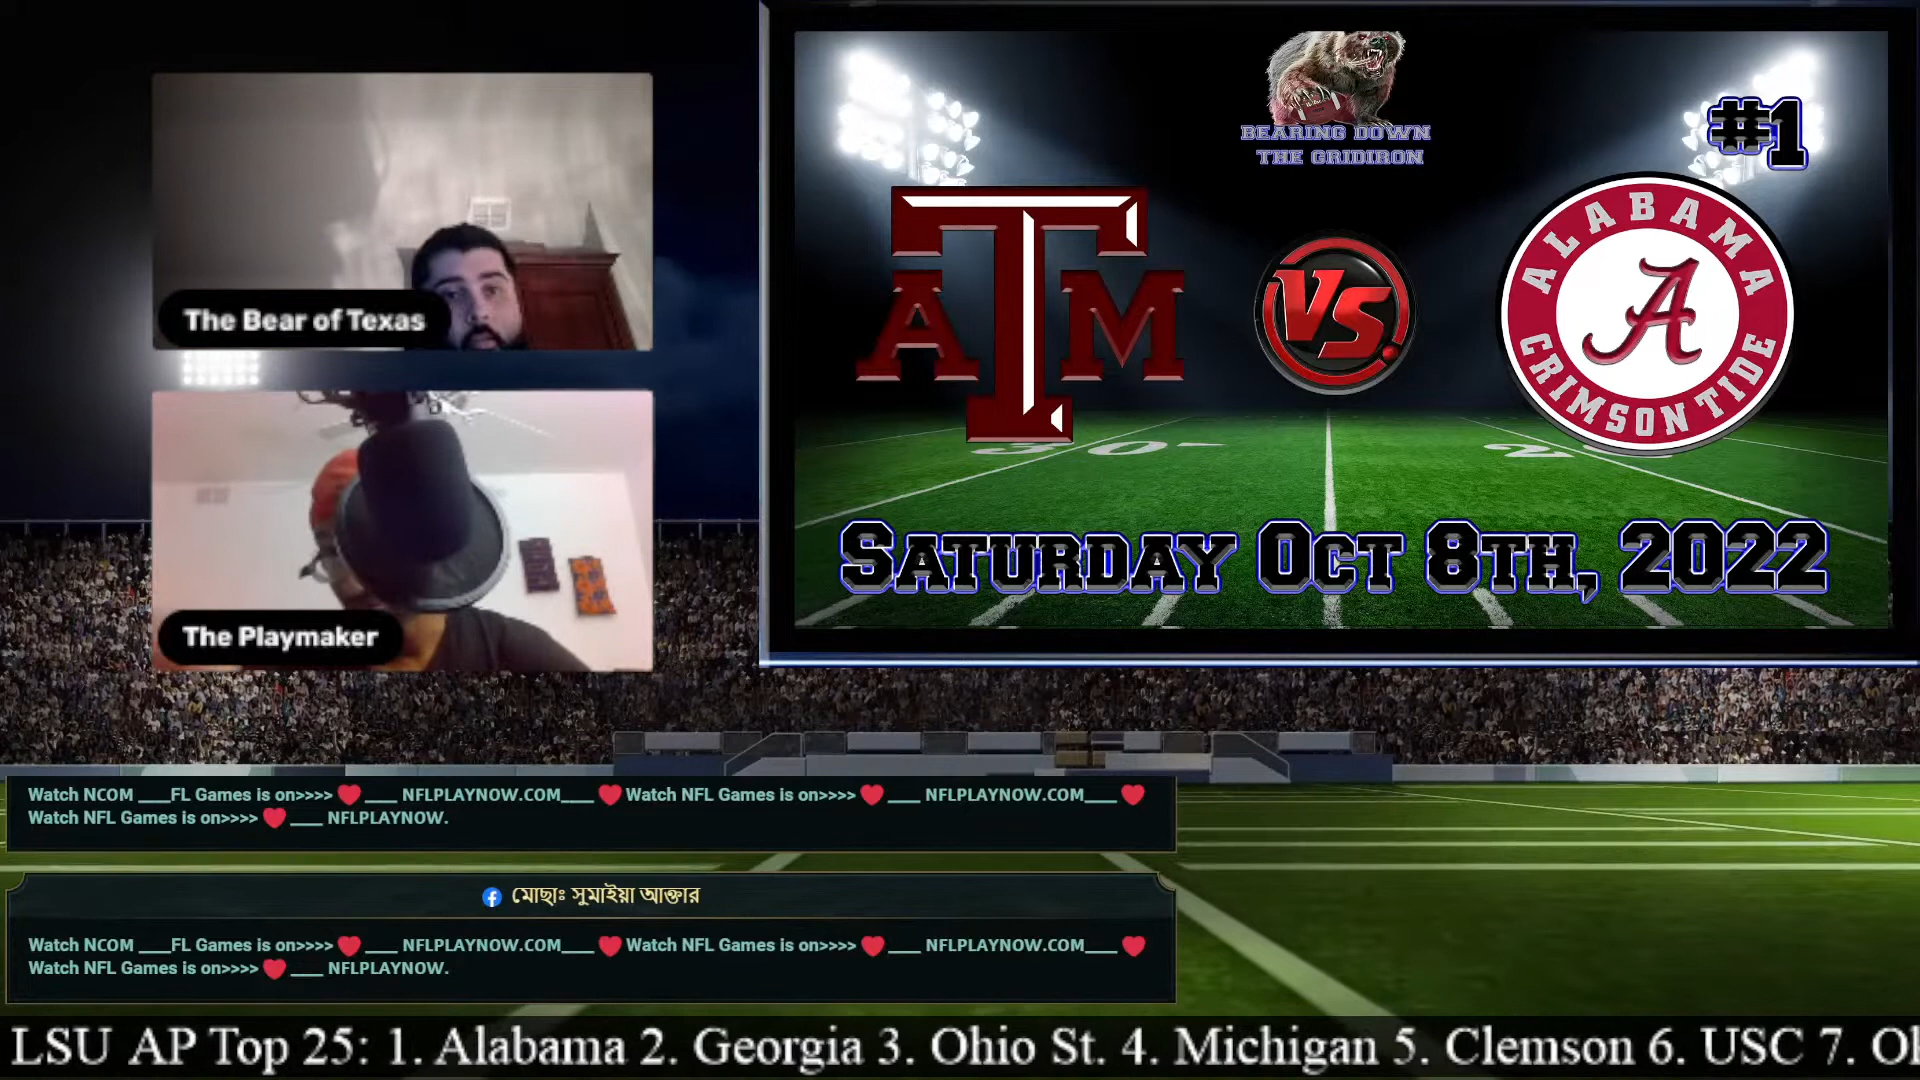 BEARING DOWN
THE GRIDIRON
#1
ATM
VS.
ALABAMA
A
CRIMSON TIDE
Saturday Oct 8th, 2022
The Bear of Texas
The Playmaker
Watch NCOM ___FL Games is on>>>> ❤️ ___ NFLPLAYNOW.COM___ ❤️ Watch NFL Games is on>>>> ❤️ ___ NFLPLAYNOW.COM___ ❤️
Watch NFL Games is on>>>> ❤️ ___ NFLPLAYNOW.
মোছাঃ সুমাইয়া আক্তার
Watch NCOM ___FL Games is on>>>> ❤️ ___ NFLPLAYNOW.COM___ ❤️ Watch NFL Games is on>>>> ❤️ ___ NFLPLAYNOW.COM___ ❤️
Watch NFL Games is on>>>> ❤️ ___ NFLPLAYNOW.
LSU AP Top 25: 1. Alabama 2. Georgia 3. Ohio St. 4. Michigan 5. Clemson 6. USC 7.